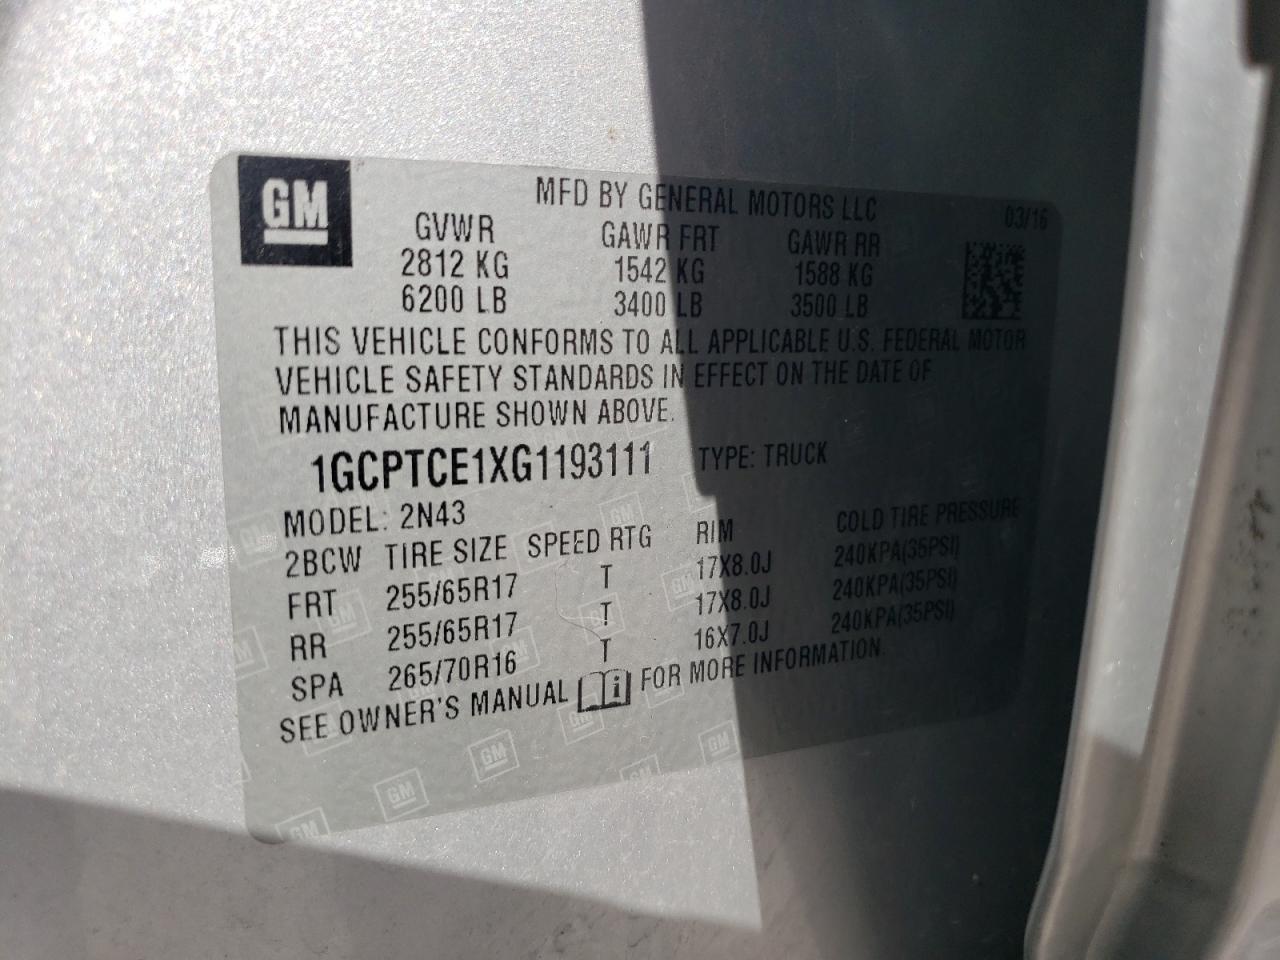 GM
MFD BY GENERAL MOTORS LLC 03/16
GVWR GAWR FRT GAWR RR
2812 KG 1542 KG 1588 KG
6200 LB 3400 LB 3500 LB
THIS VEHICLE CONFORMS TO ALL APPLICABLE U.S. FEDERAL MOTOR
VEHICLE SAFETY STANDARDS IN EFFECT ON THE DATE OF
MANUFACTURE SHOWN ABOVE.
1GCPTCE1XG1193111 TYPE: TRUCK
MODEL: 2N43
2BCW TIRE SIZE SPEED RTG RIM COLD TIRE PRESSURE
FRT 255/65R17 T 17X8.0J 240KPA(35PSI)
RR 255/65R17 T 17X8.0J 240KPA(35PSI)
SPA 265/70R16 T 16X7.0J 240KPA(35PSI)
SEE OWNER'S MANUAL i FOR MORE INFORMATION.